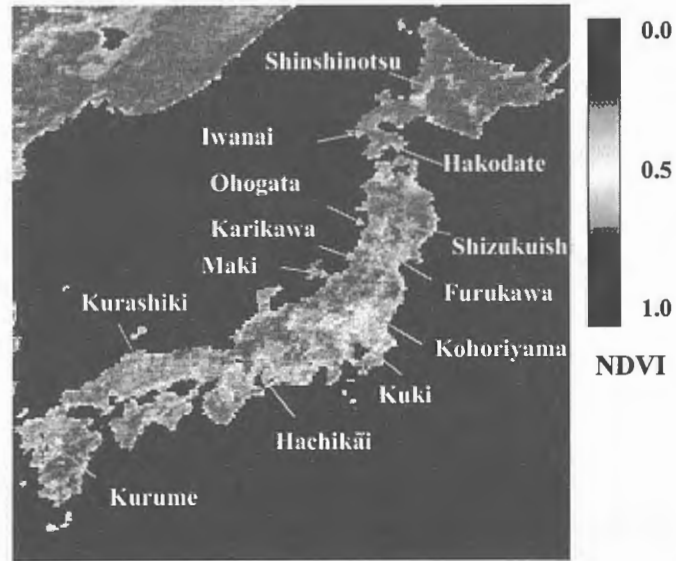 Shinshinotsu
Iwanai
Hakodate
Ohogata
Karikawa
Shizukuish
Maki
Furukawa
Kurashiki
Kohoriyama
Kuki
Hachikai
Kurume
0.0
0.5
1.0
NDVI